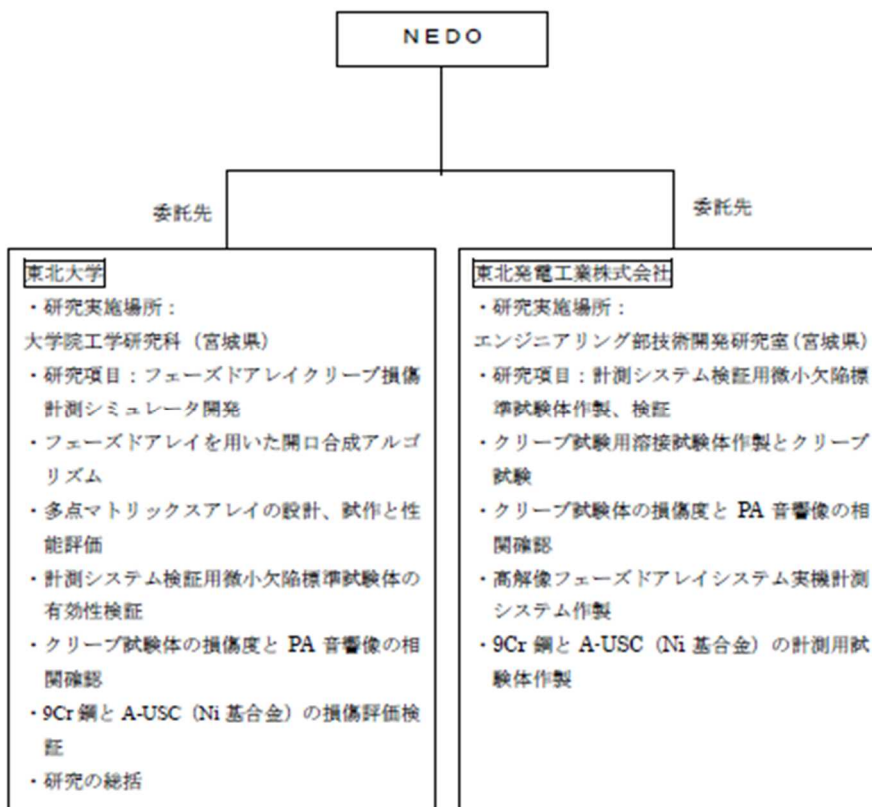 NEDO
委託先
委託先
東北大学
・研究実施場所：
大学院工学研究科（宮城県）
・研究項目：フェーズドアレイクリープ損傷
計測シミュレータ開発
・フェーズドアレイを用いた開口合成アルゴ
リズム
・多点マトリックスアレイの設計、試作と性
能評価
・計測システム検証用微小欠陥標準試験体の
有効性検証
・クリープ試験体の損傷度と PA 音響像の相
関確認
・9Cr 鋼と A-USC（Ni 基合金）の損傷評価検
証
・研究の総括
東北発電工業株式会社
・研究実施場所：
エンジニアリング部技術開発研究室（宮城県）
・研究項目：計測システム検証用微小欠陥標
準試験体作製、検証
・クリープ試験用溶接試験体作製とクリープ
試験
・クリープ試験体の損傷度と PA 音響像の相
関確認
・高解像フェーズドアレイシステム実機計測
システム作製
・9Cr 鋼と A-USC（Ni 基合金）の計測用試
験体作製